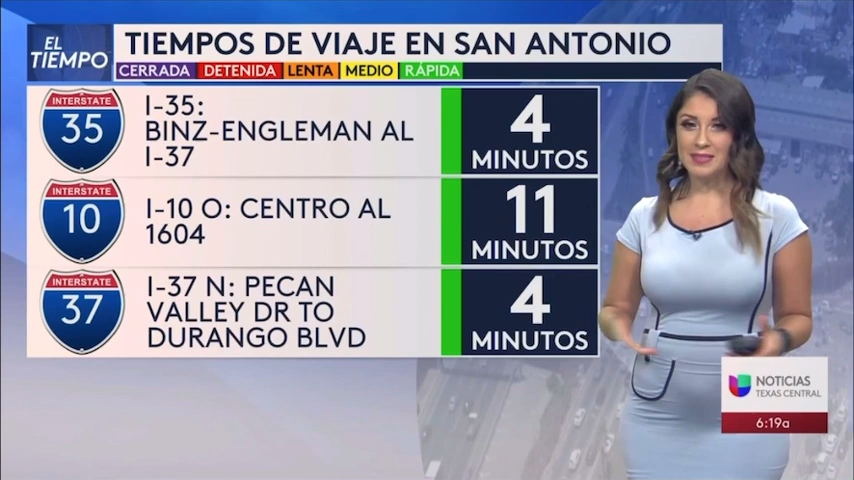 EL
TIEMPO
TIEMPOS DE VIAJE EN SAN ANTONIO
CERRADA DETENIDA LENTA MEDIO RÁPIDA
INTERSTATE
35
I-35:
BINZ-ENGLEMAN AL
I-37
4
MINUTOS
INTERSTATE
10
I-10 O: CENTRO AL
1604
11
MINUTOS
INTERSTATE
37
I-37 N: PECAN
VALLEY DR TO
DURANGO BLVD
4
MINUTOS
NOTICIAS
TEXAS CENTRAL
6:19a